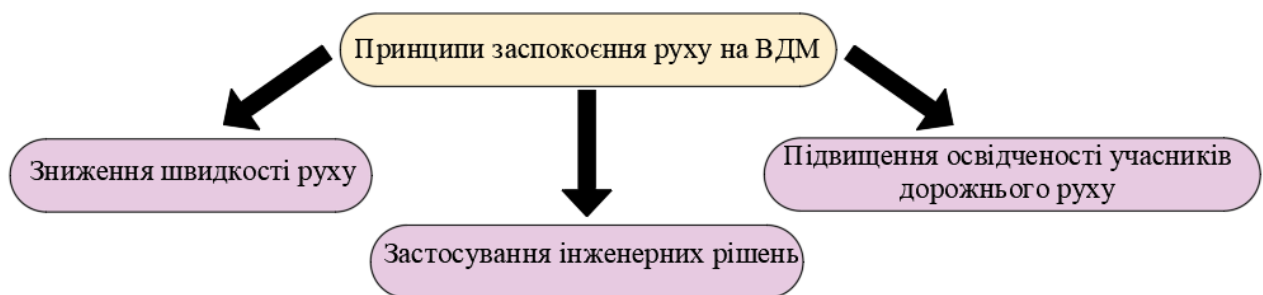 Принципи заспокоєння руху на ВДМ
Зниження швидкості руху
Підвищення освідченості учасників
дорожнього руху
Застосування інженерних рішень